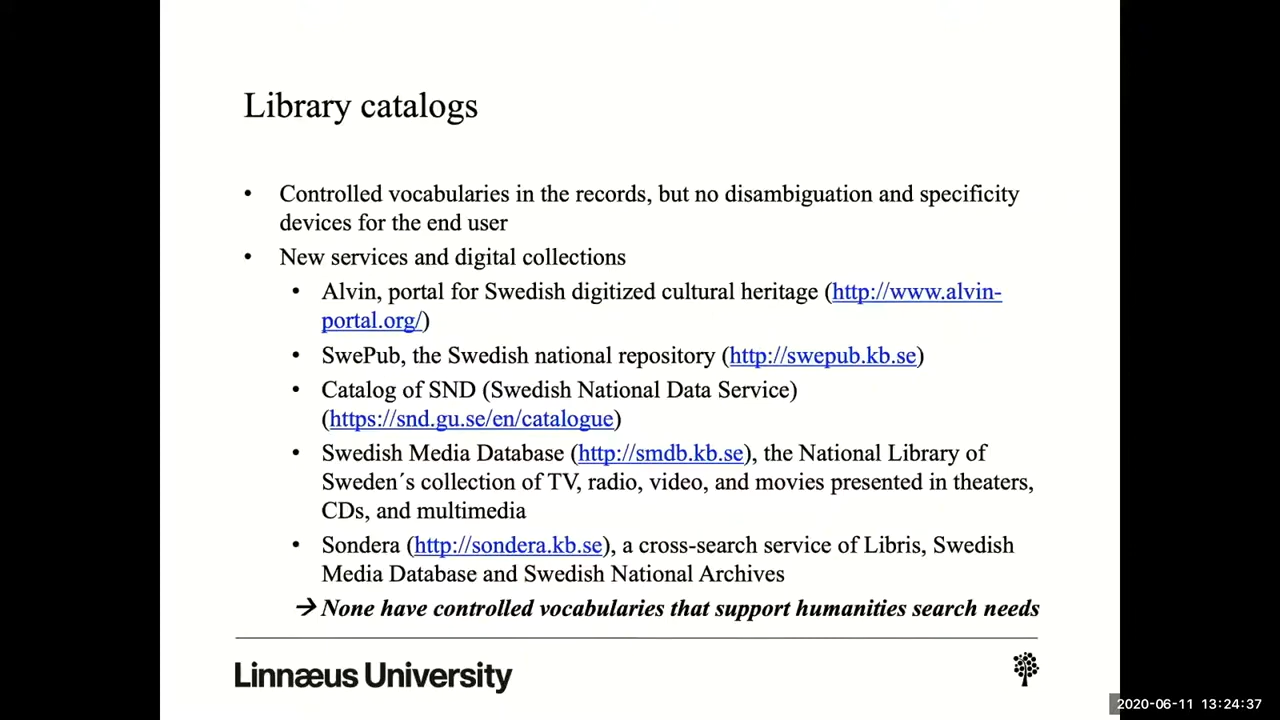 Library catalogs
• Controlled vocabularies in the records, but no disambiguation and specificity
devices for the end user
• New services and digital collections
• Alvin, portal for Swedish digitized cultural heritage (http://www.alvin-
portal.org/)
• SwePub, the Swedish national repository (http://swepub.kb.se)
• Catalog of SND (Swedish National Data Service)
(https://snd.gu.se/en/catalogue)
• Swedish Media Database (http://smdb.kb.se), the National Library of
Sweden´s collection of TV, radio, video, and movies presented in theaters,
CDs, and multimedia
• Sondera (http://sondera.kb.se), a cross-search service of Libris, Swedish
Media Database and Swedish National Archives
→ None have controlled vocabularies that support humanities search needs
Linnæus University
2020-06-11 13:24:37